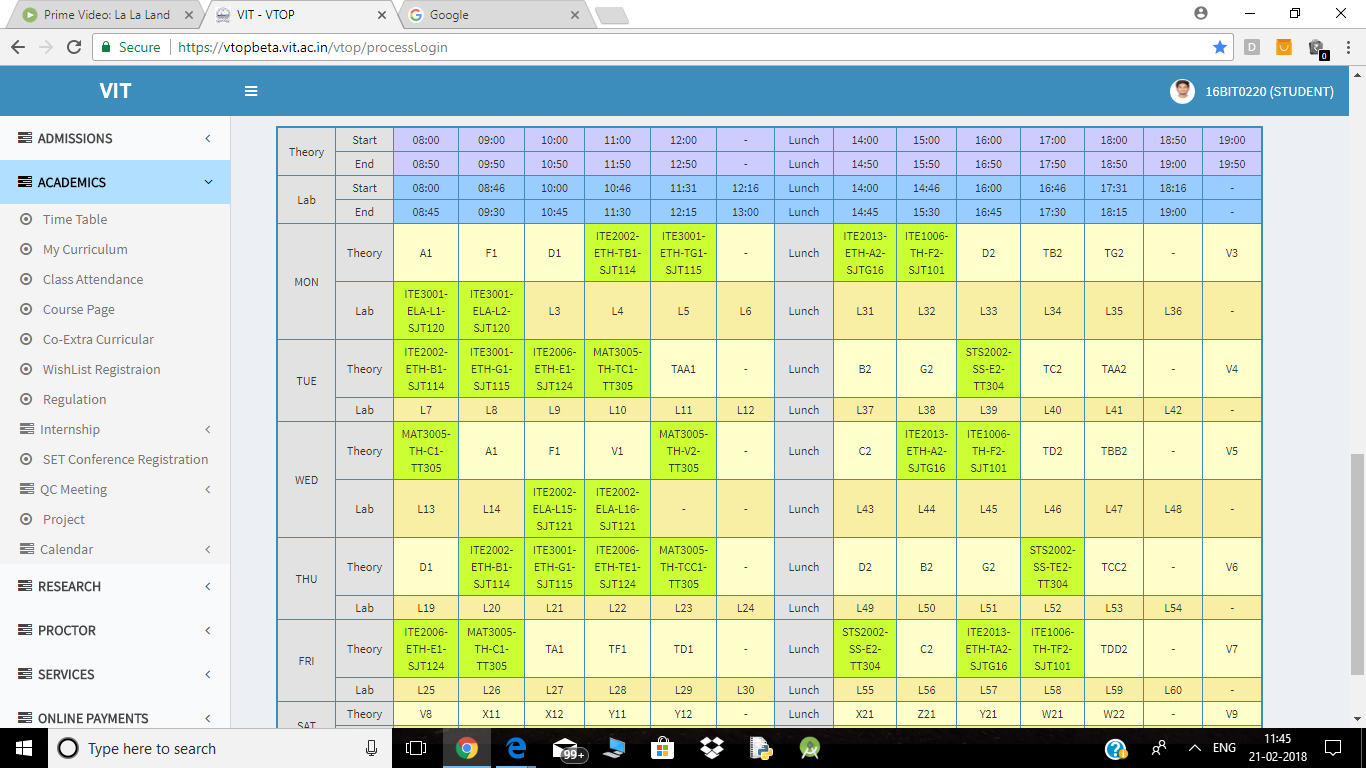 Prime Video: La La Land
VIT - VTOP
Google
Secure https://vtopbeta.vit.ac.in/vtop/processLogin
D
0
VIT
16BIT0220 (STUDENT)
ADMISSIONS
ACADEMICS
Time Table
My Curriculum
Class Attendance
Course Page
Co-Extra Curricular
WishList Registraion
Regulation
Internship
SET Conference Registration
QC Meeting
Project
Calendar
RESEARCH
PROCTOR
SERVICES
ONLINE PAYMENTS
Theory Start 08:00 09:00 10:00 11:00 12:00 - Lunch 14:00 15:00 16:00 17:00 18:00 18:50 19:00
End 08:50 09:50 10:50 11:50 12:50 - Lunch 14:50 15:50 16:50 17:50 18:50 19:00 19:50
Lab Start 08:00 08:46 10:00 10:46 11:31 12:16 Lunch 14:00 14:46 16:00 16:46 17:31 18:16 -
End 08:45 09:30 10:45 11:30 12:15 13:00 Lunch 14:45 15:30 16:45 17:30 18:15 19:00 -
MON Theory A1 F1 D1 ITE2002-ETH-TB1-SJT114 ITE3001-ETH-TG1-SJT115 - Lunch ITE2013-ETH-A2-SJTG16 ITE1006-TH-F2-SJT101 D2 TB2 TG2 - V3
Lab ITE3001-ELA-L1-SJT120 ITE3001-ELA-L2-SJT120 L3 L4 L5 L6 Lunch L31 L32 L33 L34 L35 L36 -
TUE Theory ITE2002-ETH-B1-SJT114 ITE3001-ETH-G1-SJT115 ITE2006-ETH-E1-SJT124 MAT3005-TH-TC1-TT305 TAA1 - Lunch B2 G2 STS2002-SS-E2-TT304 TC2 TAA2 - V4
Lab L7 L8 L9 L10 L11 L12 Lunch L37 L38 L39 L40 L41 L42 -
WED Theory MAT3005-TH-C1-TT305 A1 F1 V1 MAT3005-TH-V2-TT305 - Lunch C2 ITE2013-ETH-A2-SJTG16 ITE1006-TH-F2-SJT101 TD2 TBB2 - V5
Lab L13 L14 ITE2002-ELA-L15-SJT121 ITE2002-ELA-L16-SJT121 - - Lunch L43 L44 L45 L46 L47 L48 -
THU Theory D1 ITE2002-ETH-B1-SJT114 ITE3001-ETH-G1-SJT115 ITE2006-ETH-TE1-SJT124 MAT3005-TH-TCC1-TT305 - Lunch D2 B2 G2 STS2002-SS-TE2-TT304 TCC2 - V6
Lab L19 L20 L21 L22 L23 L24 Lunch L49 L50 L51 L52 L53 L54 -
FRI Theory ITE2006-ETH-E1-SJT124 MAT3005-TH-C1-TT305 TA1 TF1 TD1 - Lunch STS2002-SS-E2-TT304 C2 ITE2013-ETH-TA2-SJTG16 ITE1006-TH-TF2-SJT101 TDD2 - V7
Lab L25 L26 L27 L28 L29 L30 Lunch L55 L56 L57 L58 L59 L60 -
SAT Theory V8 X11 X12 Y11 Y12 - Lunch X21 Z21 Y21 W21 W22 - V9
Type here to search
99+
ENG
11:45
21-02-2018